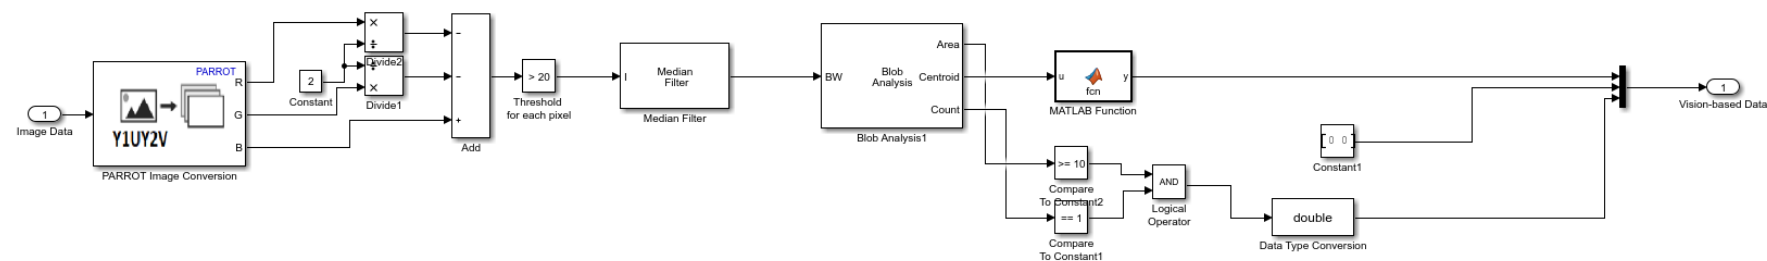 1
Image Data
PARROT
R
G
B
Y1UY2V
PARROT Image Conversion
2
Constant
×
÷
Divide2
÷
×
Divide1
−
−
+
Add
> 20
Threshold
for each pixel
I
Median
Filter
Median Filter
BW
Blob
Analysis
Area
Centroid
Count
Blob Analysis1
u
fcn
y
MATLAB Function
>= 10
Compare
To Constant2
== 1
Compare
To Constant1
AND
Logical
Operator
double
Data Type Conversion
[ 0 0 ]
Constant1
1
Vision-based Data